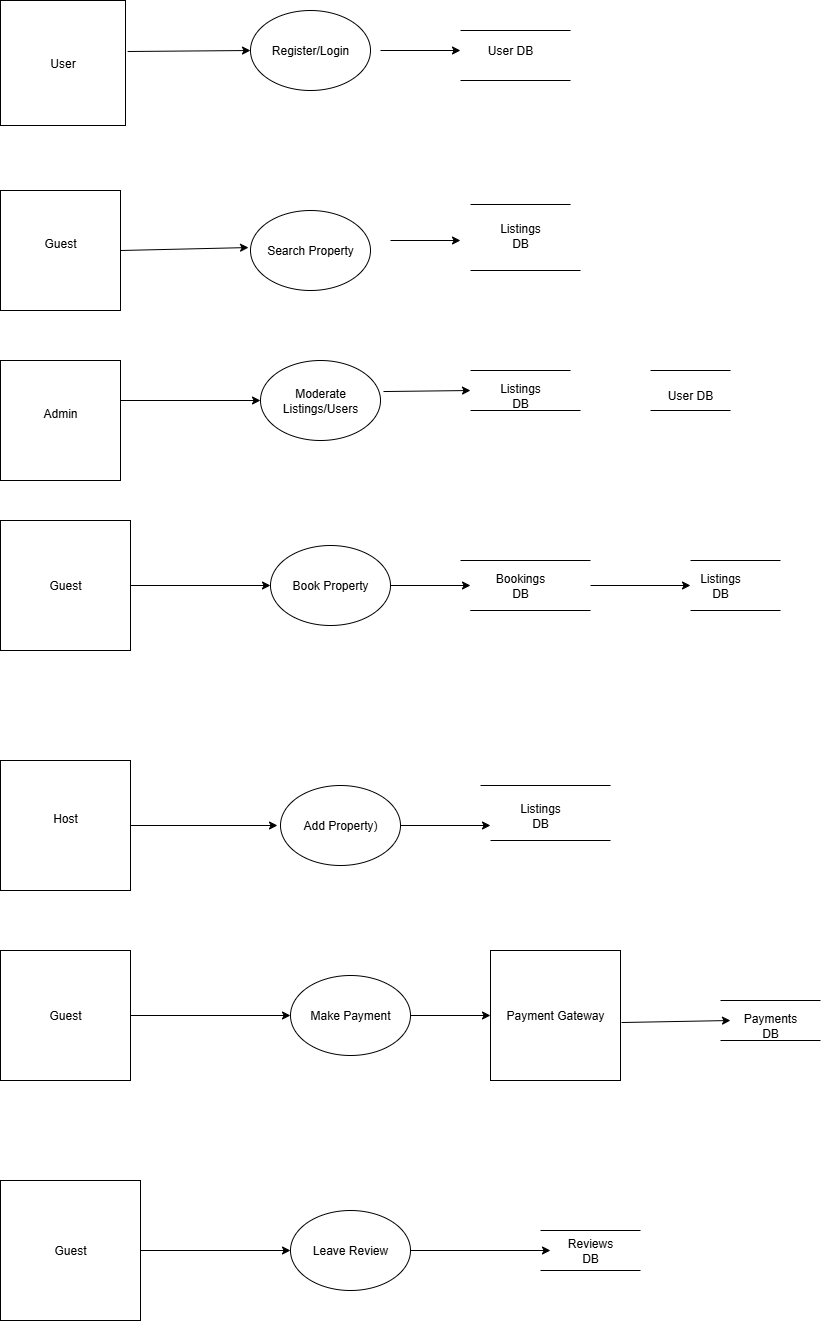 User
Register/Login
User DB
Guest
Search Property
Listings
DB
Admin
Moderate
Listings/Users
Listings
DB
User DB
Guest
Book Property
Bookings
DB
Listings
DB
Host
Add Property)
Listings
DB
Guest
Make Payment
Payment Gateway
Payments
DB
Guest
Leave Review
Reviews
DB